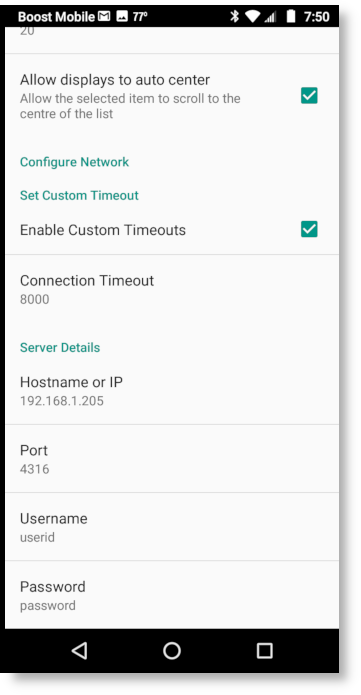 Boost Mobile 77° 7:50
20
Allow displays to auto center
Allow the selected item to scroll to the
centre of the list
Configure Network
Set Custom Timeout
Enable Custom Timeouts
Connection Timeout
8000
Server Details
Hostname or IP
192.168.1.205
Port
4316
Username
userid
Password
password